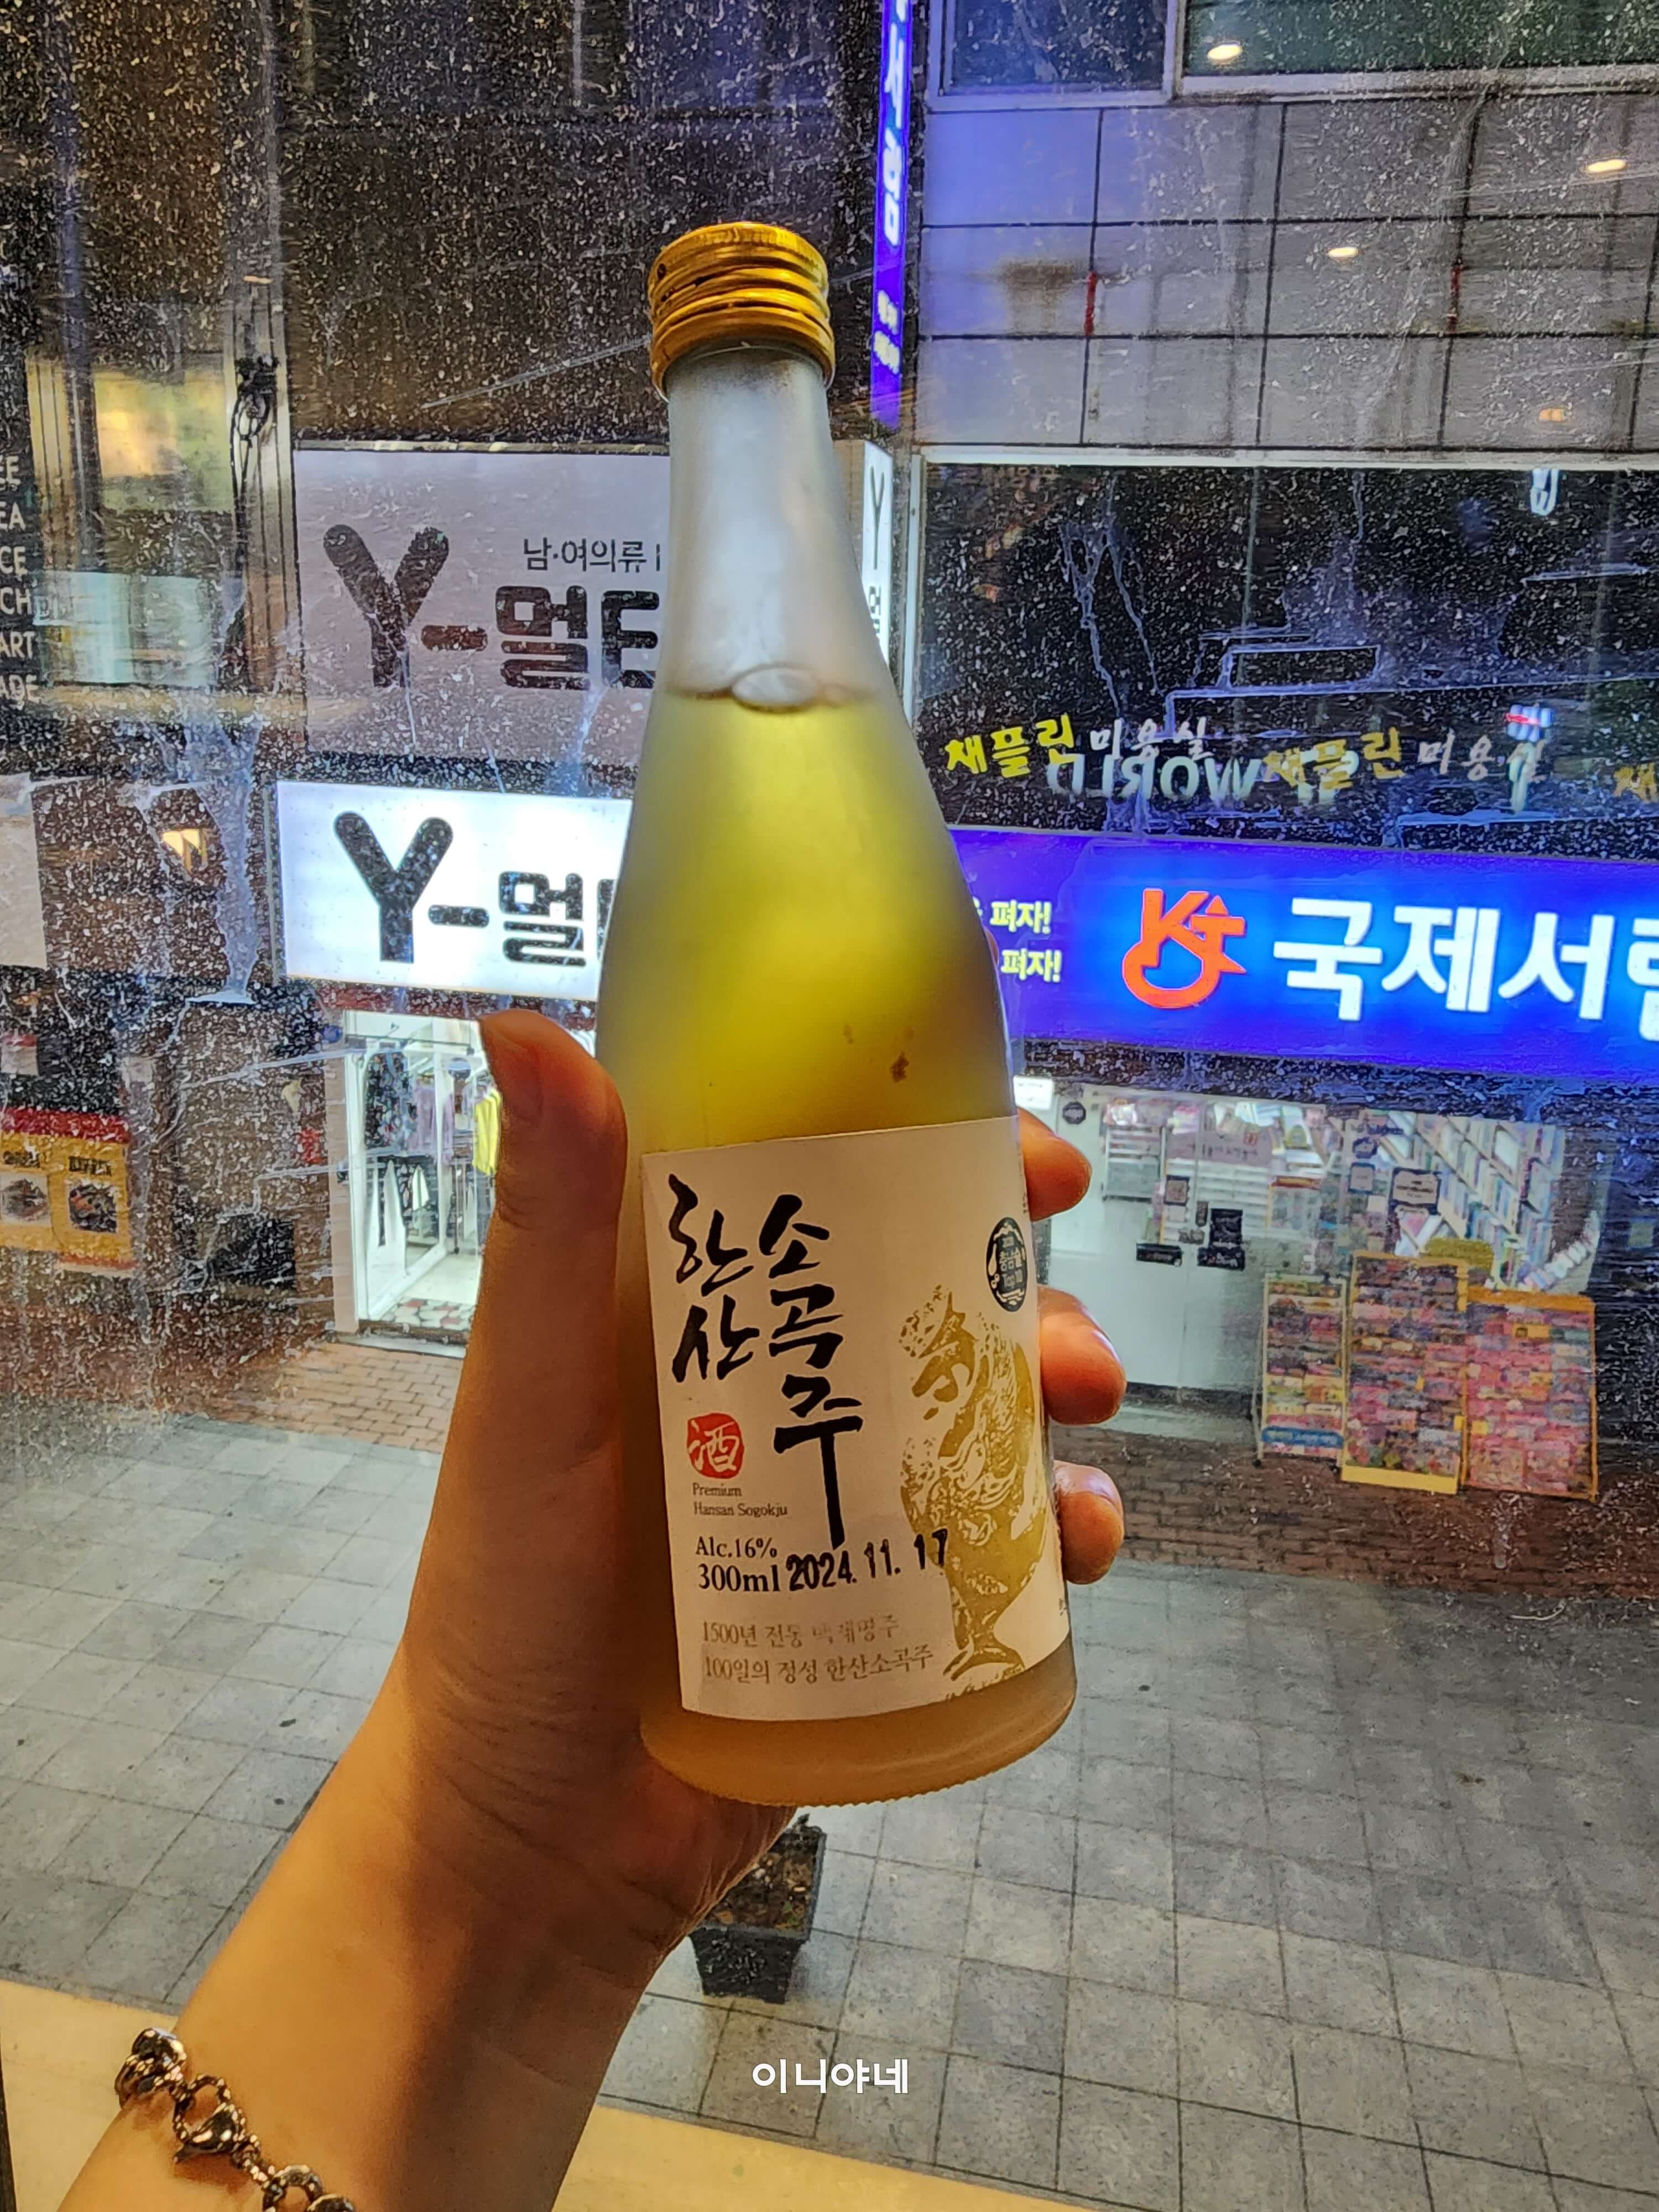 남·여의류
Y-멀티
Y
Y-멀
채플린 미용실 채플린 미용실
WORLD
펴자!
펴자!
국제서림
한산
소곡주
酒
Premium
Hansan Sogokju
Alc.16%
300ml 2024. 11. 17
1500년 전통 백제명주
100일의 정성 한산소곡주
이니야네